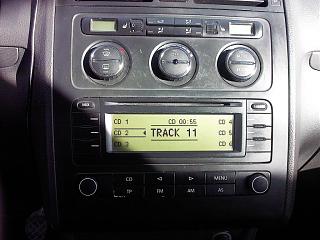 CD 1 CD 00:55 CD 4
CD 2 TRACK 11 CD 5
CD 3 CD 6
CD MENU
TP FM AM AS